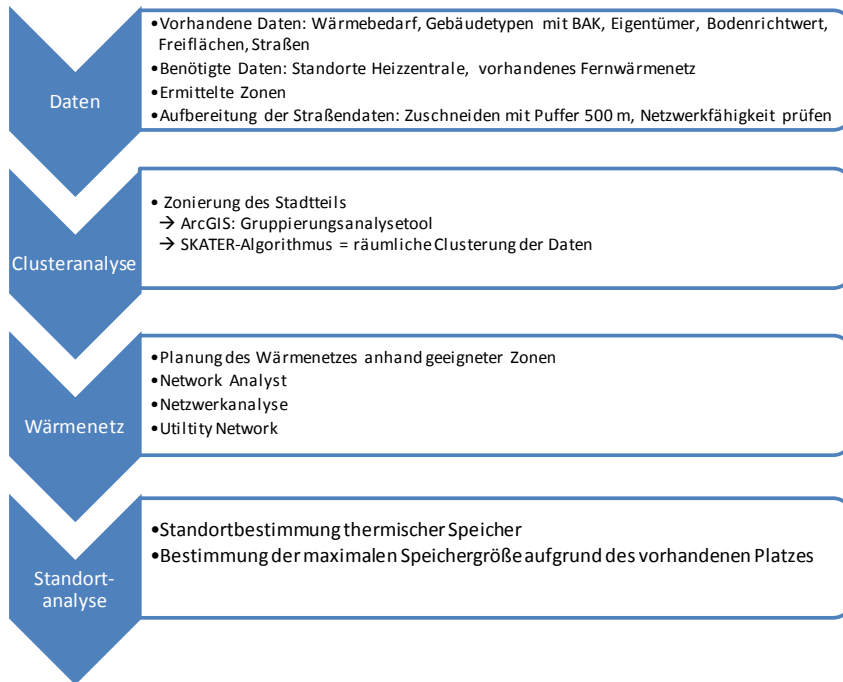 Daten
•Vorhandene Daten: Wärmebedarf, Gebäudetypen mit BAK, Eigentümer, Bodenrichtwert,
Freiflächen, Straßen
•Benötigte Daten: Standorte Heizzentrale, vorhandenes Fernwärmenetz
•Ermittelte Zonen
•Aufbereitung der Straßendaten: Zuschneiden mit Puffer 500 m, Netzwerkfähigkeit prüfen
Clusteranalyse
• Zonierung des Stadtteils
→ ArcGIS: Gruppierungsanalysetool
→ SKATER-Algorithmus = räumliche Clusterung der Daten
Wärmenetz
•Planung des Wärmenetzes anhand geeigneter Zonen
•Network Analyst
•Netzwerkanalyse
•Utiltity Network
Standort-
analyse
•Standortbestimmung thermischer Speicher
•Bestimmung der maximalen Speichergröße aufgrund des vorhandenen Platzes